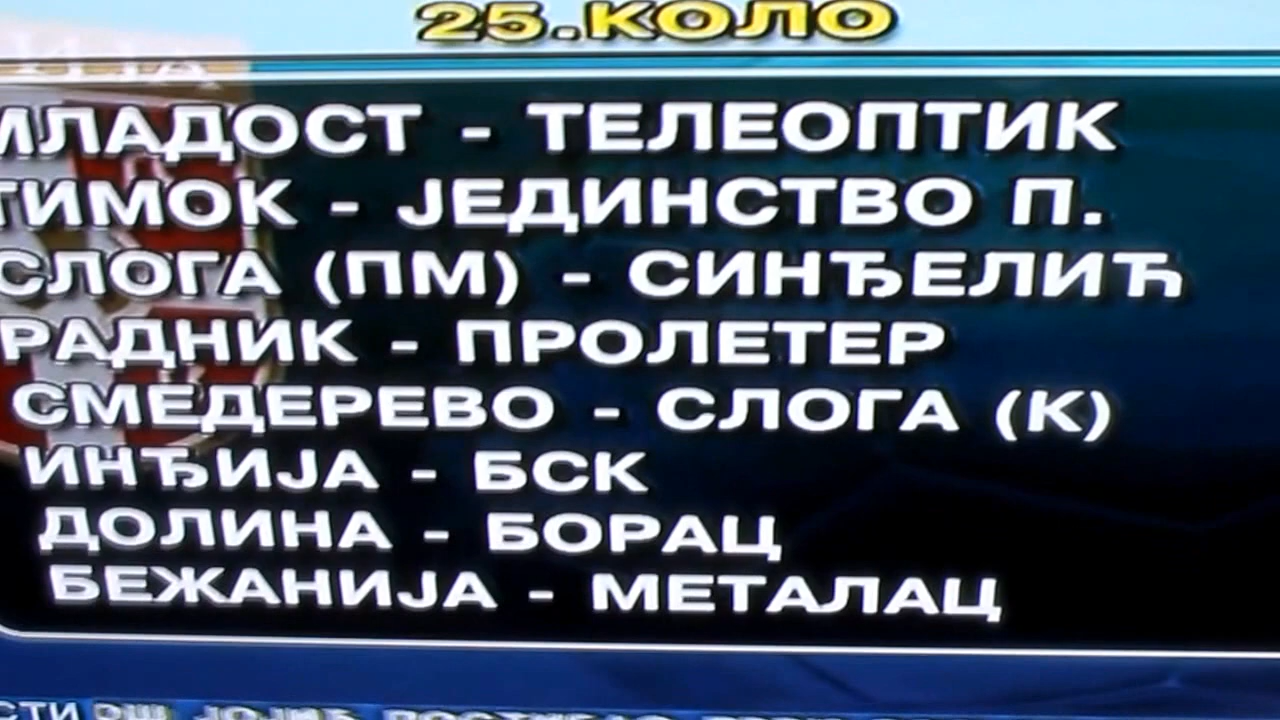 25.КОЛО
МЛАДОСТ - ТЕЛЕОПТИК
ТИМОК - ЈЕДИНСТВО П.
СЛОГА (ПМ) - СИНЂЕЛИЋ
РАДНИК - ПРОЛЕТЕР
СМЕДЕРЕВО - СЛОГА (К)
ИНЂИЈА - БСК
ДОЛИНА - БОРАЦ
БЕЖАНИЈА - МЕТАЛАЦ